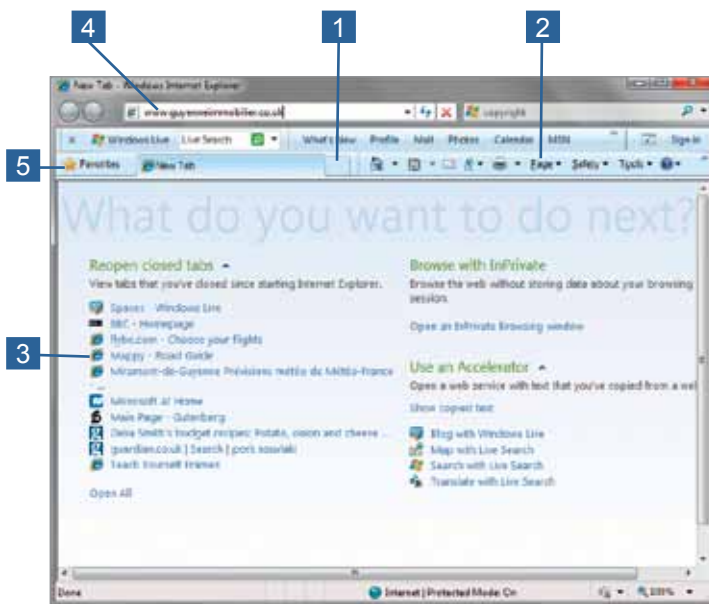 4 1 2
New Tab - Windows Internet Explorer
www.guyenneimmobilier.co.uk copyright
Windows Live Live Search What's New Profile Mail Photos Calendar MSN Sign in
5 Favorites New Tab Page Safety Tools
What do you want to do next?
Reopen closed tabs
View tabs that you've closed since starting Internet Explorer.
Spaces - Windows Live
BBC - Homepage
flybe.com - Choose your flights
3 Mappy - Road Guide
Miramont-de-Guyenne Prévisions météo de Météo-France
...
Microsoft at Home
Main Page - Gutenberg
Delia Smith's budget recipes: Potato, onion and cheese ...
guardian.co.uk | Search | pork
Teach Yourself
Open All
Browse with InPrivate
Browse the web without storing data about your browsing
session.
Open an InPrivate Browsing window
Use an Accelerator
Open a web service with text that you've copied from a wel
Show copied text
Blog with Windows Live
Map with Live Search
Search with Live Search
Translate with Live Search
Done Internet | Protected Mode: On 100%